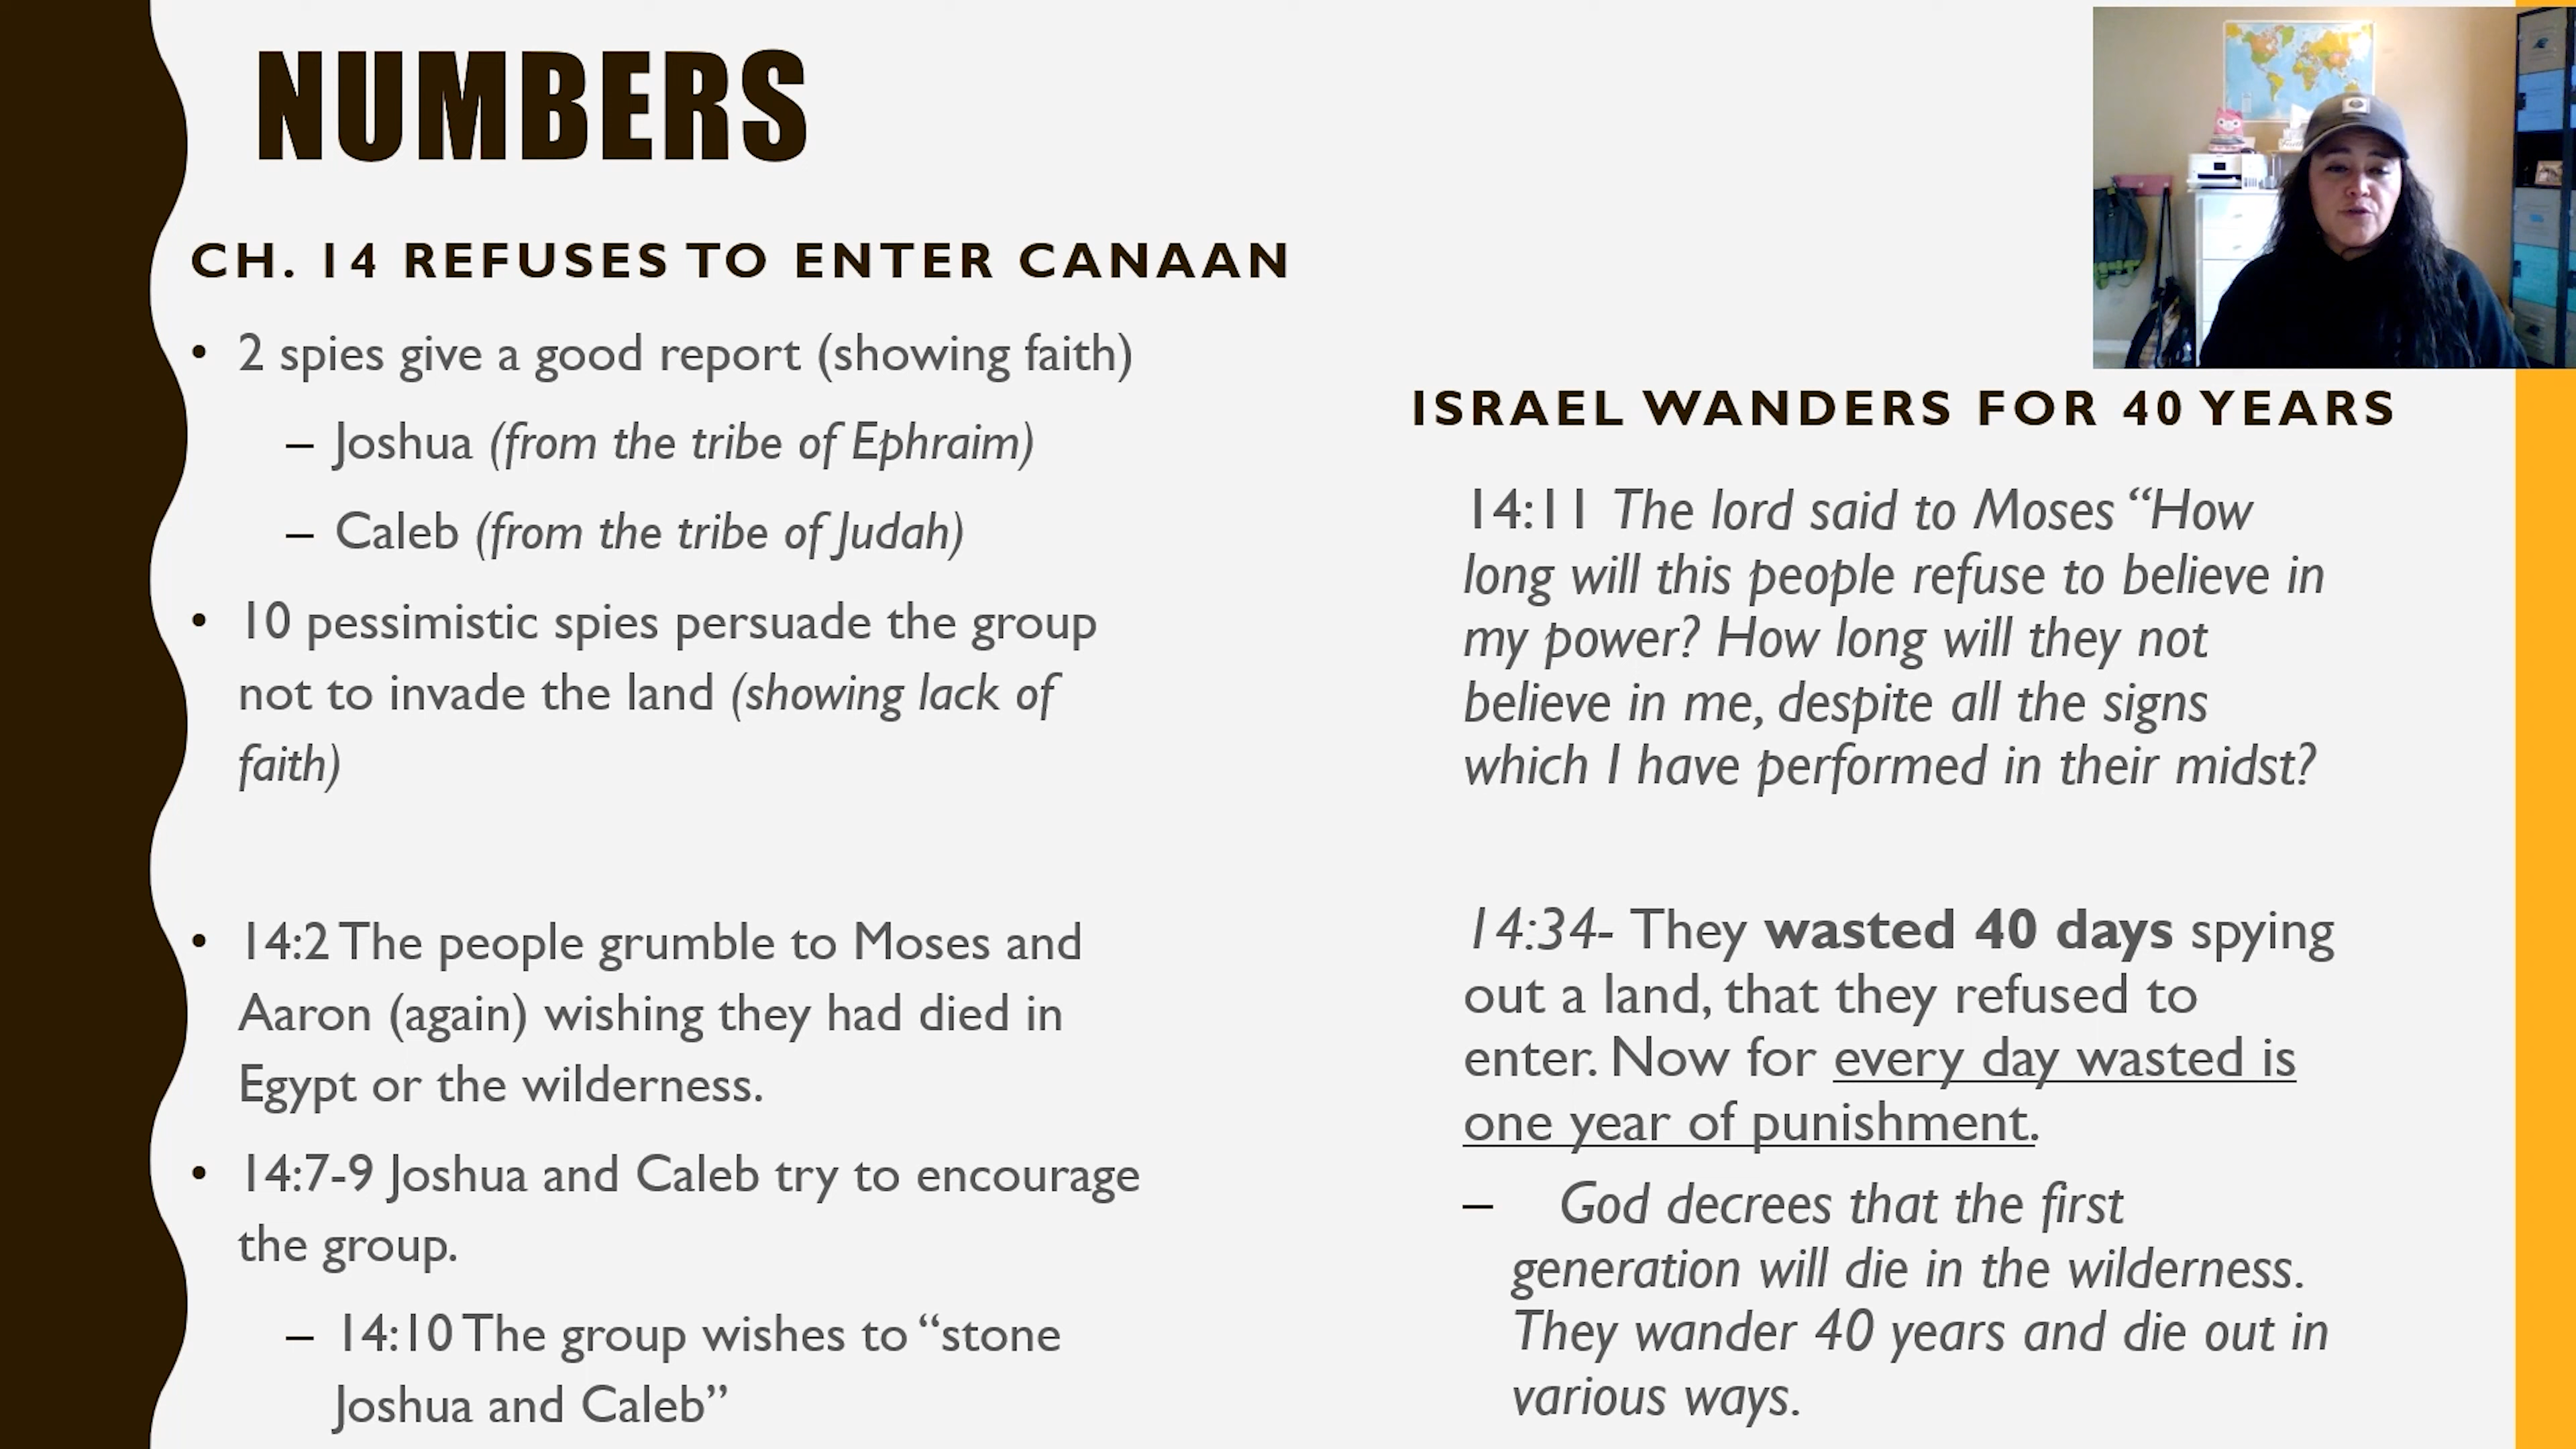 NUMBERS
CH. 14 REFUSES TO ENTER CANAAN
• 2 spies give a good report (showing faith)
– Joshua (from the tribe of Ephraim)
– Caleb (from the tribe of Judah)
• 10 pessimistic spies persuade the group
not to invade the land (showing lack of
faith)
• 14:2 The people grumble to Moses and
Aaron (again) wishing they had died in
Egypt or the wilderness.
• 14:7-9 Joshua and Caleb try to encourage
the group.
– 14:10 The group wishes to “stone
Joshua and Caleb”
ISRAEL WANDERS FOR 40 YEARS
14:11 The lord said to Moses “How
long will this people refuse to believe in
my power? How long will they not
believe in me, despite all the signs
which I have performed in their midst?
14:34- They wasted 40 days spying
out a land, that they refused to
enter. Now for every day wasted is
one year of punishment.
– God decrees that the first
generation will die in the wilderness.
They wander 40 years and die out in
various ways.